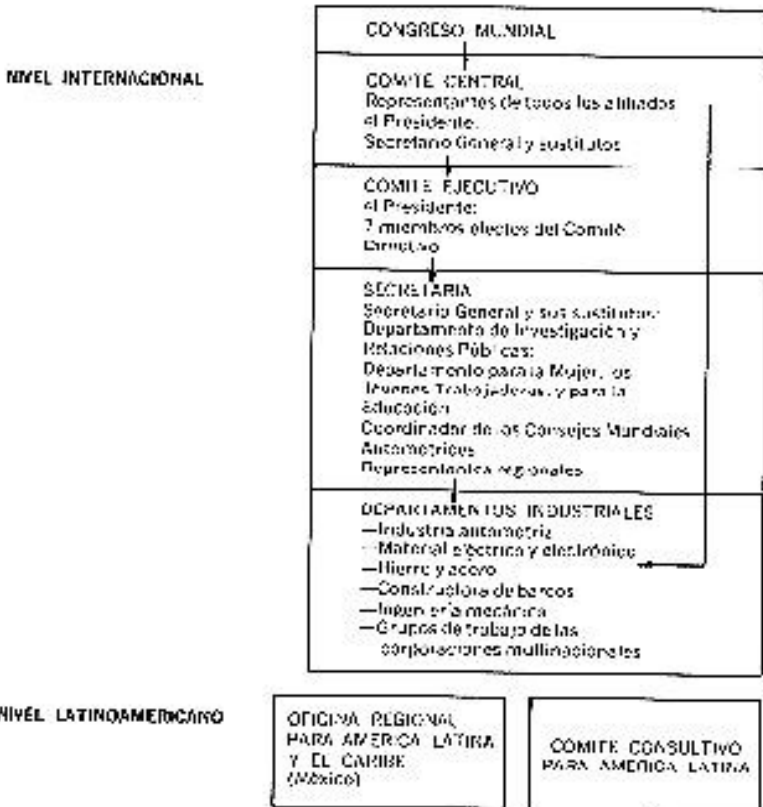 CONGRESO MUNDIAL
NIVEL INTERNACIONAL
COMITE CENTRAL
Representantes de todos los afiliados
el Presidente:
Secretario General y sustitutos
COMITE EJECUTIVO
el Presidente:
7 miembros electos del Comité
Directivo
SECRETARIA
Secretario General y sus sustitutos:
Departamento de Investigación y
Relaciones Públicas:
Departamento para la Mujer, los
Jóvenes Trabajadores, y para la
Educación
Coordinador de los Consejos Mundiales
Automotrices
Representantes regionales
DEPARTAMENTOS INDUSTRIALES
—Industria automotriz
—Material eléctrico y electrónico
—Hierro y acero
—Constructora de barcos
—Ingeniería mecánica
—Grupos de trabajo de las
corporaciones multinacionales
NIVEL LATINOAMERICANO
OFICINA REGIONAL
PARA AMERICA LATINA
Y EL CARIBE
(México)
COMITE CONSULTIVO
PARA AMERICA LATINA